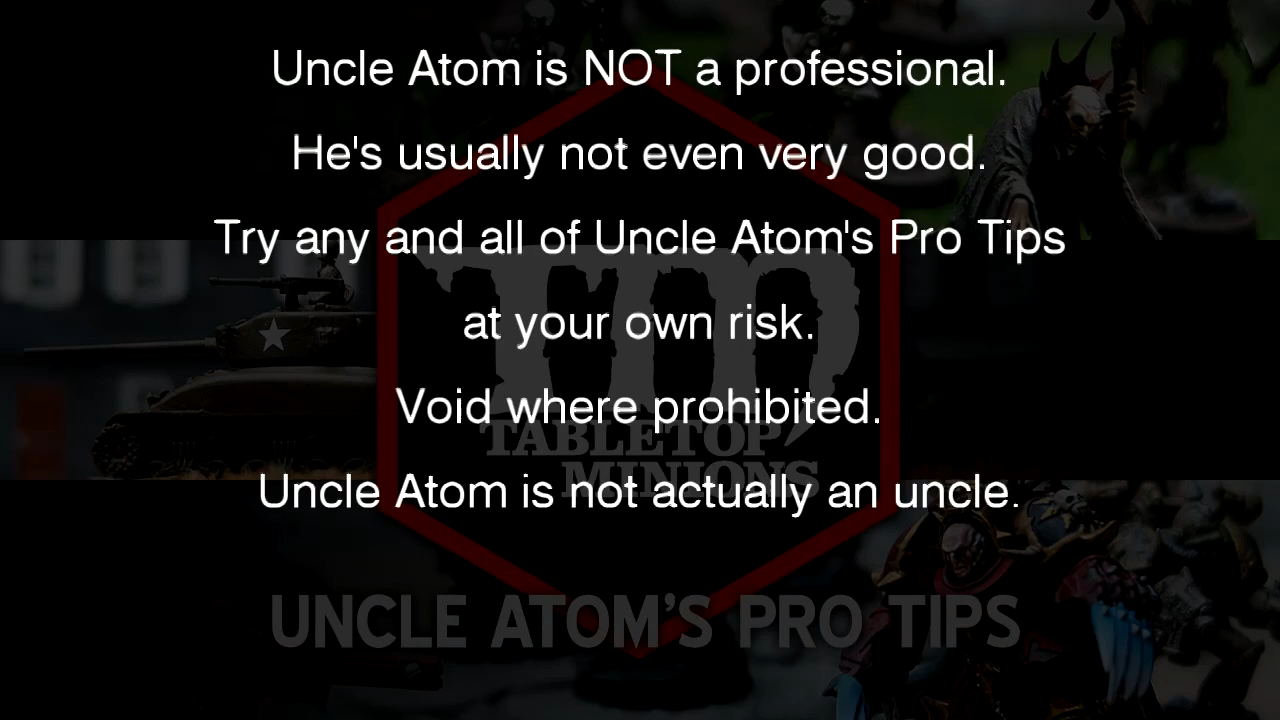 Uncle Atom is NOT a professional.
He's usually not even very good.
Try any and all of Uncle Atom's Pro Tips
at your own risk.
Void where prohibited.
Uncle Atom is not actually an uncle.
TM
TABLETOP
MINIONS
UNCLE ATOM'S PRO TIPS